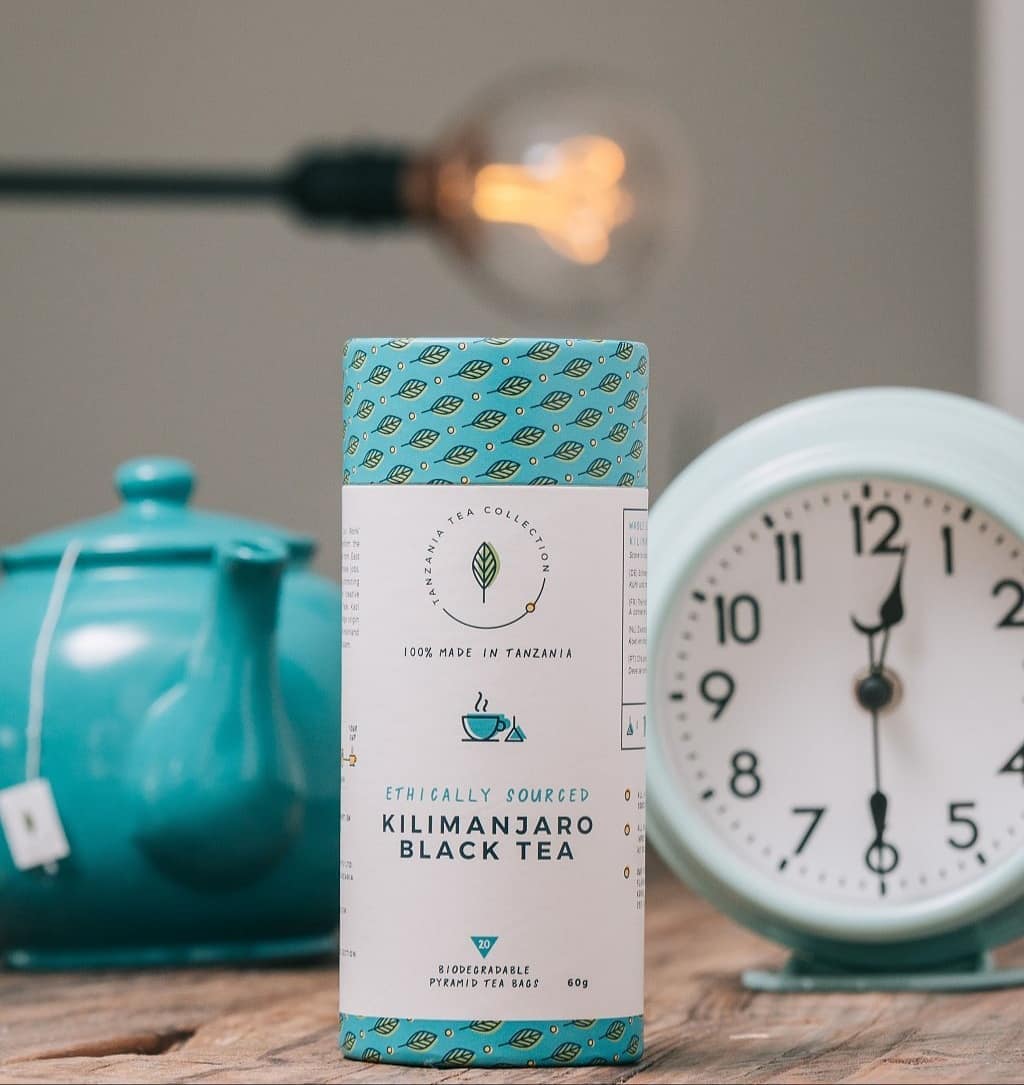 TANZANIA TEA COLLECTION
100% MADE IN TANZANIA
ETHICALLY SOURCED
KILIMANJARO
BLACK TEA
20
BIODEGRADABLE
PYRAMID TEA BAGS
60g
11 12 1
10 2
9
8 4
7 6 5